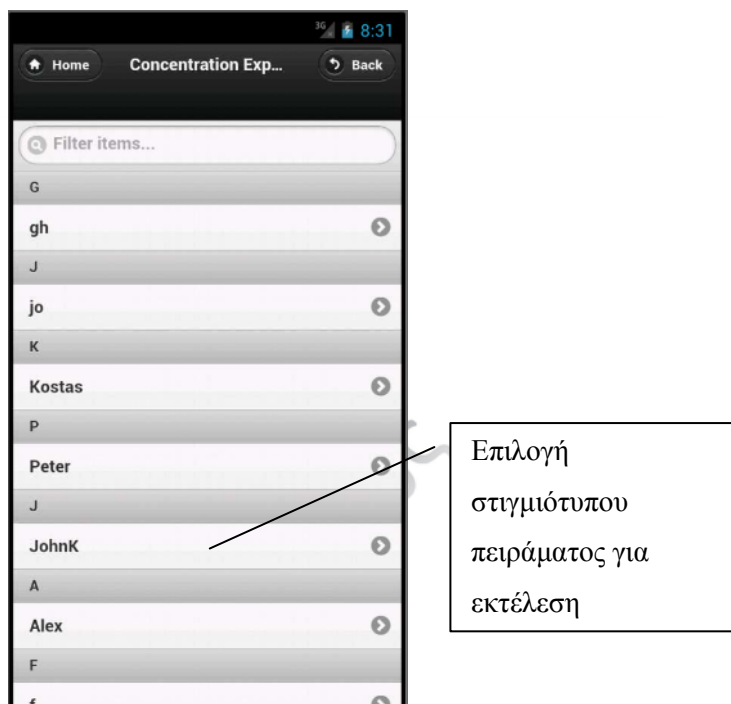 3G 8:31
Home Concentration Exp... Back
Filter items...
G
gh
J
jo
K
Kostas
P
Peter
J
JohnK
A
Alex
F
f
Επιλογή
στιγμιότυπου
πειράματος για
εκτέλεση